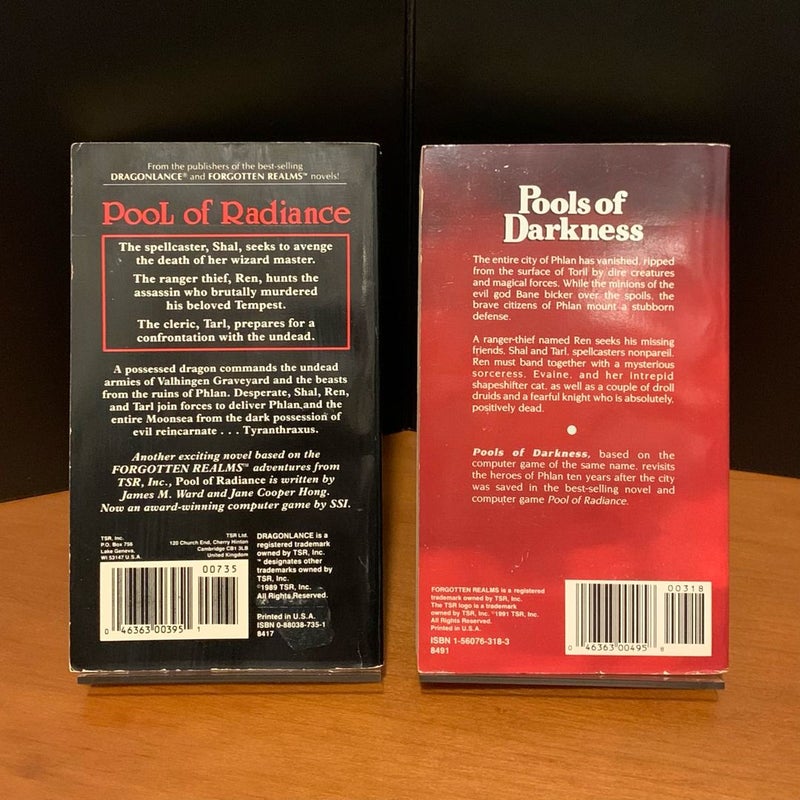 From the publishers of the best-selling
DRAGONLANCE® and FORGOTTEN REALMS™ novels!
Pool of Radiance
The spellcaster, Shal, seeks to avenge
the death of her wizard master.
The ranger thief, Ren, hunts the
assassin who brutally murdered
his beloved Tempest.
The cleric, Tarl, prepares for a
confrontation with the undead.
A possessed dragon commands the undead
armies of Valhingen Graveyard and the beasts
from the ruins of Phlan. Desperate, Shal, Ren,
and Tarl join forces to deliver Phlan and the
entire Moonsea from the dark possession of
evil reincarnate . . . Tyranthraxus.
Another exciting novel based on the
FORGOTTEN REALMS™ adventures from
TSR, Inc., Pool of Radiance is written by
James M. Ward and Jane Cooper Hong.
Now an award-winning computer game by SSI.
TSR, Inc.
P.O. Box 756
Lake Geneva,
WI 53147 U.S.A.
TSR Ltd.
120 Church End, Cherry Hinton
Cambridge CB1 3LB
United Kingdom
00735
0 46363 00395 1
DRAGONLANCE is a
registered trademark
owned by TSR, Inc.
™ designates other
trademarks owned by
TSR, Inc.
©1989 TSR, Inc.
All Rights Reserved.
Printed in U.S.A.
ISBN 0-88038-735-1
8417
Pools of
Darkness
The entire city of Phlan has vanished, ripped
from the surface of Toril by dire creatures
and magical forces. While the minions of the
evil god Bane bicker over the spoils, the
brave citizens of Phlan mount a stubborn
defense.
A ranger-thief named Ren seeks his missing
friends, Shal and Tarl, spellcasters nonpareil.
Ren must band together with a mysterious
sorceress, Evaine, and her intrepid
shapeshifter cat, as well as a couple of droll
druids and a fearful knight who is absolutely,
positively dead.
Pools of Darkness, based on the
computer game of the same name, revisits
the heroes of Phlan ten years after the city
was saved in the best-selling novel and
computer game Pool of Radiance.
FORGOTTEN REALMS is a registered
trademark owned by TSR, Inc.
The TSR logo is a trademark
owned by TSR, Inc. ©1991 TSR, Inc.
All Rights Reserved.
Printed in U.S.A.
ISBN 1-56076-318-3
8491
00318
0 46363 00495 8